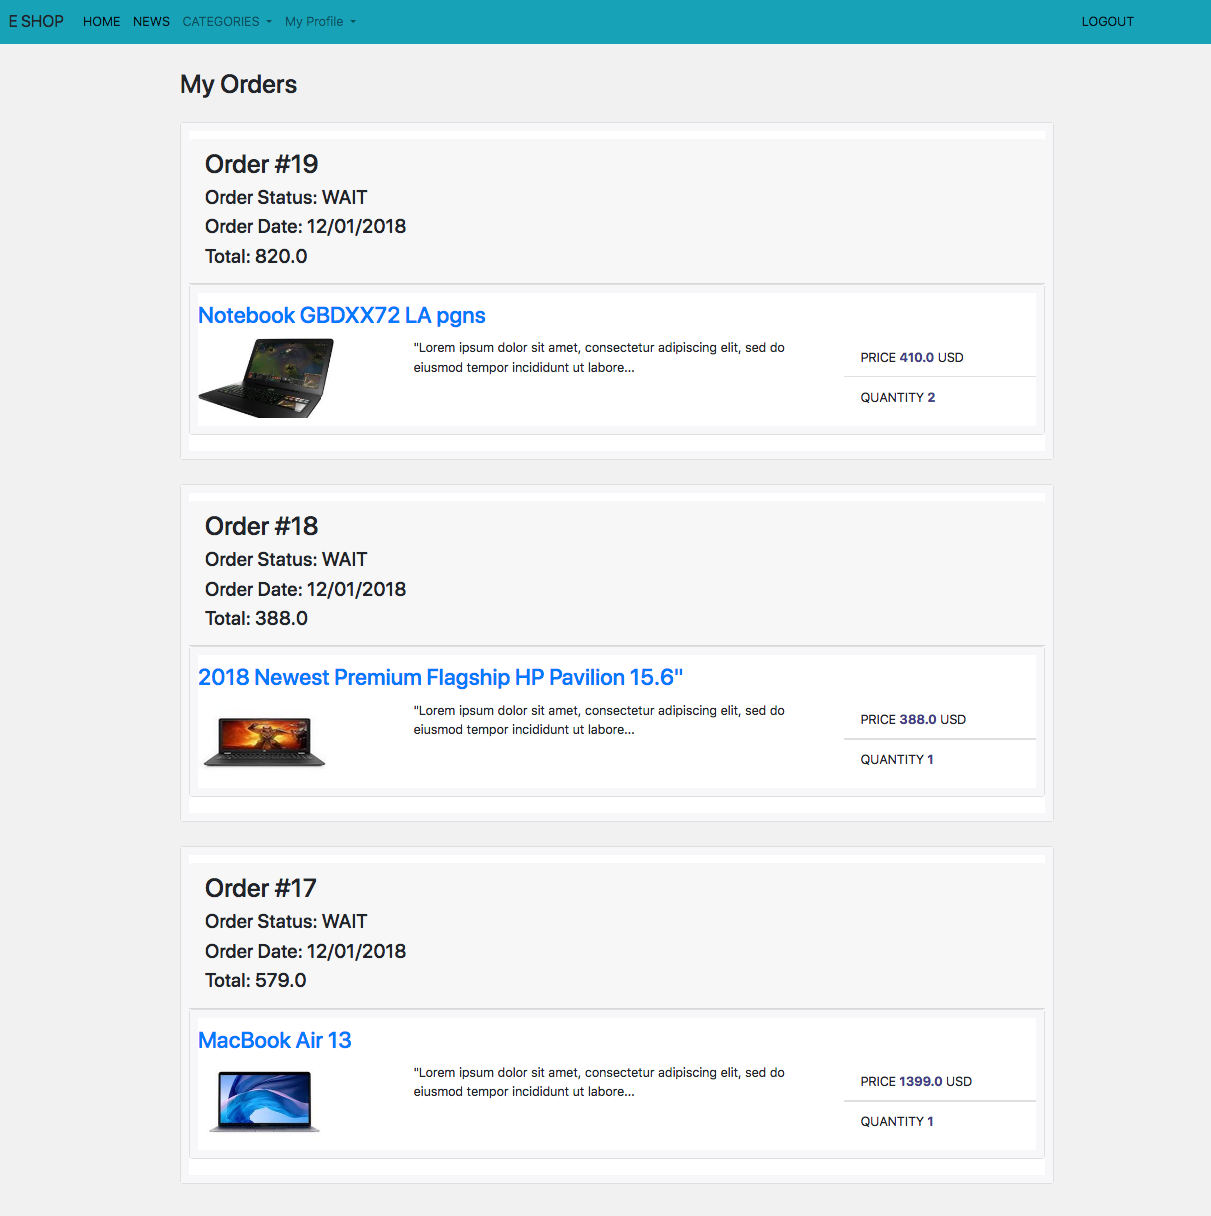 E SHOP HOME NEWS CATEGORIES My Profile LOGOUT
My Orders
Order #19
Order Status: WAIT
Order Date: 12/01/2018
Total: 820.0
Notebook GBDXX72 LA pgns
"Lorem ipsum dolor sit amet, consectetur adipiscing elit, sed do
eiusmod tempor incididunt ut labore...
PRICE 410.0 USD
QUANTITY 2
Order #18
Order Status: WAIT
Order Date: 12/01/2018
Total: 388.0
2018 Newest Premium Flagship HP Pavilion 15.6"
"Lorem ipsum dolor sit amet, consectetur adipiscing elit, sed do
eiusmod tempor incididunt ut labore...
PRICE 388.0 USD
QUANTITY 1
Order #17
Order Status: WAIT
Order Date: 12/01/2018
Total: 579.0
MacBook Air 13
"Lorem ipsum dolor sit amet, consectetur adipiscing elit, sed do
eiusmod tempor incididunt ut labore...
PRICE 1399.0 USD
QUANTITY 1